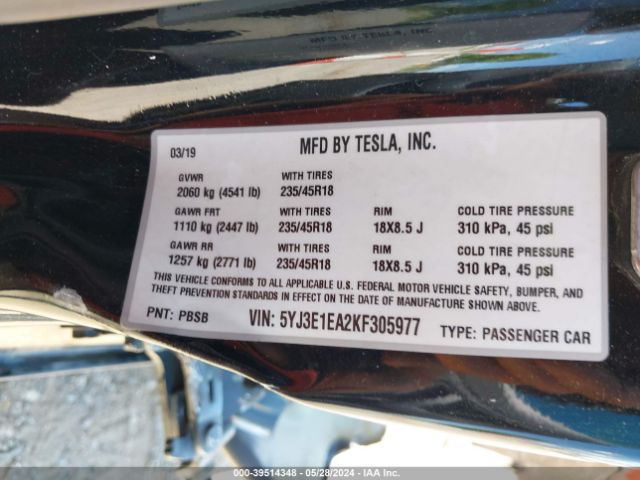 MFD BY TESLA, INC.
03/19 MFD BY TESLA, INC.
GVWR WITH TIRES
2060 kg (4541 lb) 235/45R18
GAWR FRT WITH TIRES RIM COLD TIRE PRESSURE
1110 kg (2447 lb) 235/45R18 18X8.5 J 310 kPa, 45 psi
GAWR RR WITH TIRES RIM COLD TIRE PRESSURE
1257 kg (2771 lb) 235/45R18 18X8.5 J 310 kPa, 45 psi
THIS VEHICLE CONFORMS TO ALL APPLICABLE U.S. FEDERAL MOTOR VEHICLE SAFETY, BUMPER, AND
THEFT PREVENTION STANDARDS IN EFFECT ON THE DATE OF MANUFACTURE SHOWN ABOVE.
PNT: PBSB VIN: 5YJ3E1EA2KF305977 TYPE: PASSENGER CAR
000-39514348 - 05/28/2024 - IAA Inc.